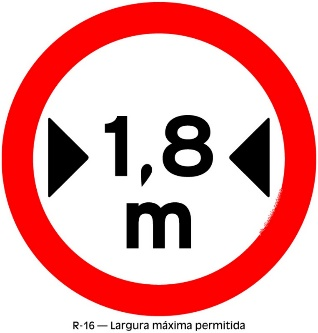 1,8
m
R-16 — Largura máxima permitida